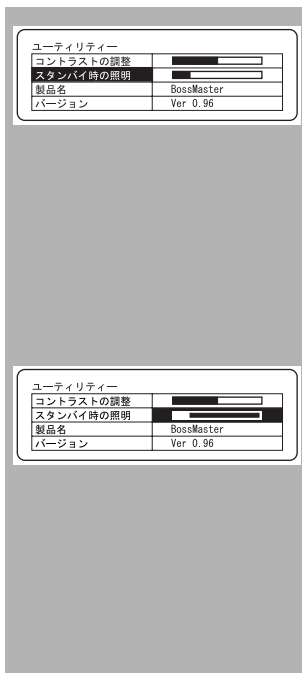 ユーティリティー
コントラストの調整
スタンバイ時の照明
製品名 BossMaster
バージョン Ver 0.96
ユーティリティー
コントラストの調整
スタンバイ時の照明
製品名 BossMaster
バージョン Ver 0.96